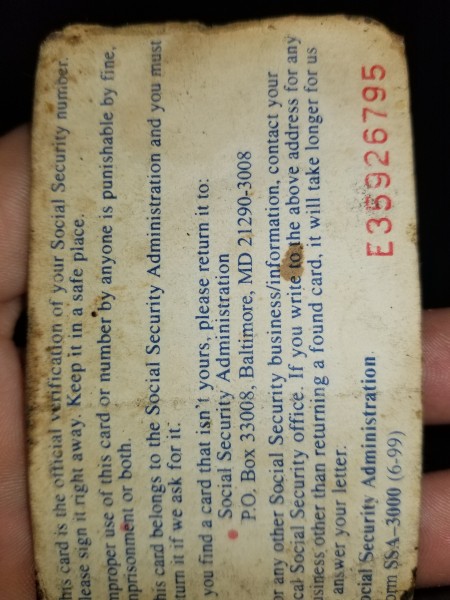 his card is the official verification of your Social Security number.
lease sign it right away. Keep it in a safe place.
mproper use of this card or number by anyone is punishable by fine,
mprisonment or both.
his card belongs to the Social Security Administration and you must
turn it if we ask for it.
you find a card that isn't yours, please return it to:
Social Security Administration
P.O. Box 33008, Baltimore, MD 21290-3008
or any other Social Security business/information, contact your
cal Social Security office. If you write to the above address for any
usiness other than returning a found card, it will take longer for us
answer your letter.
ocial Security Administration
orm SSA-3000 (6-99)
E35926795